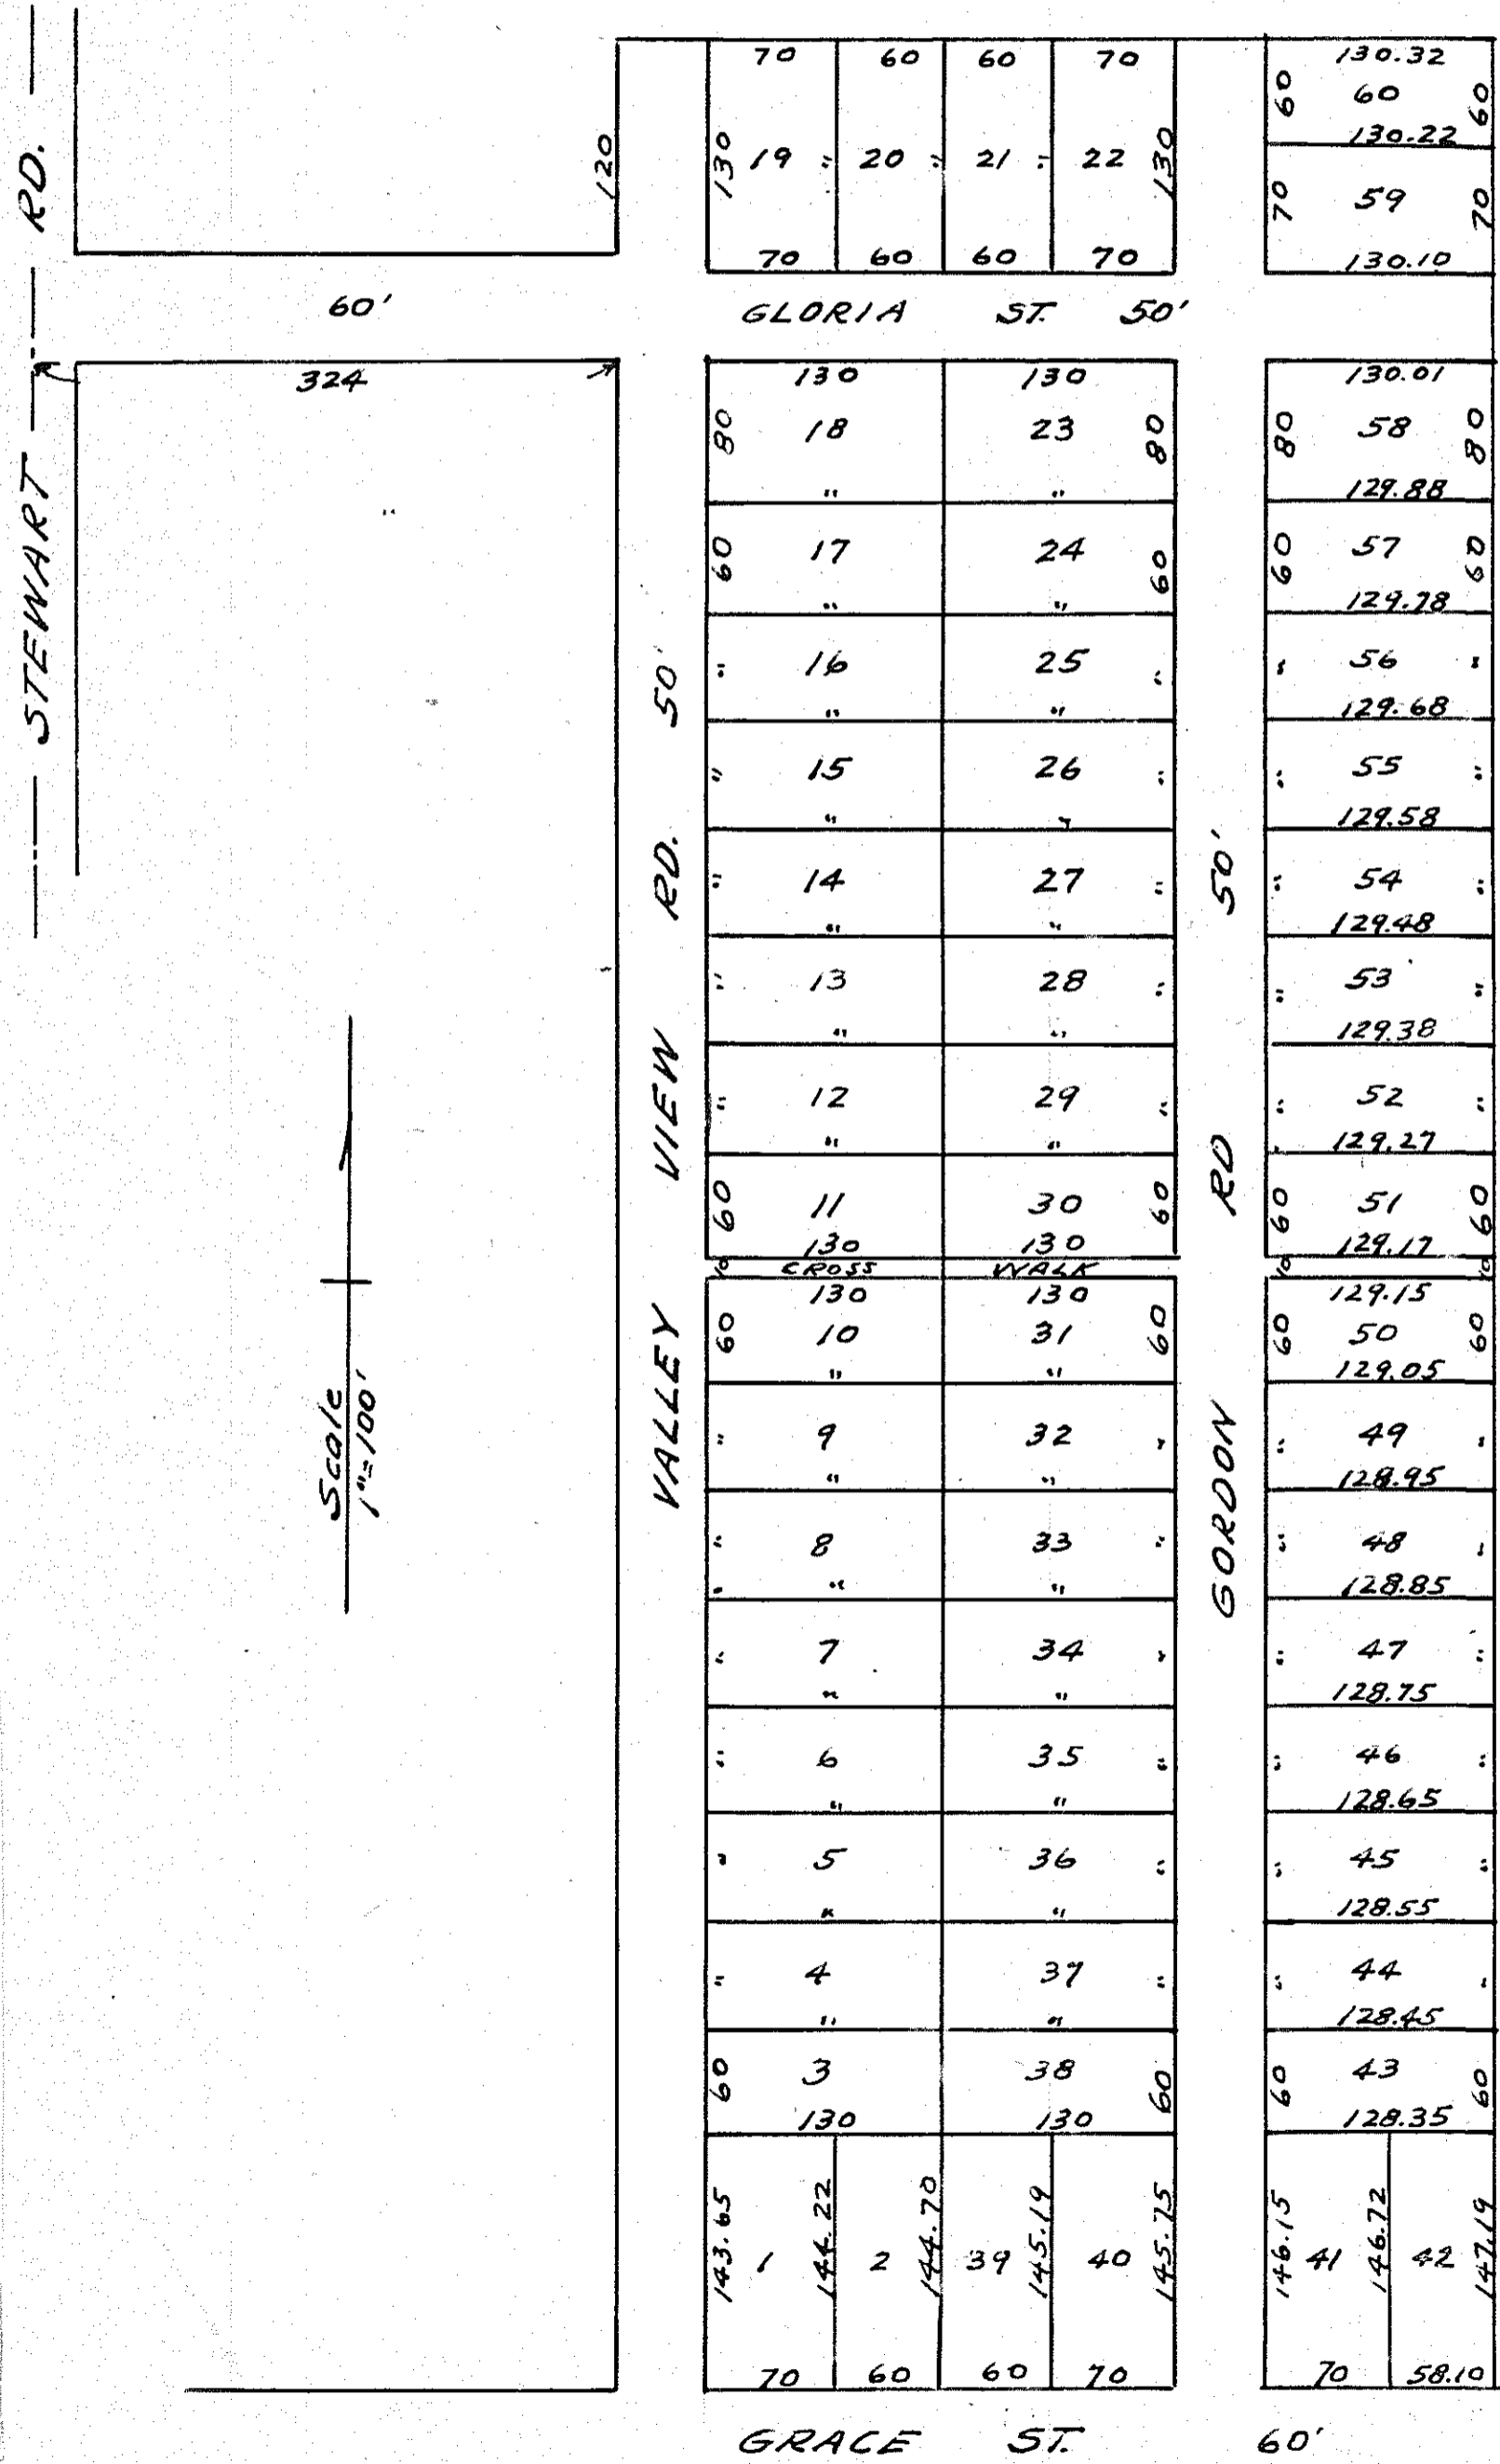 STEWART RD.
120
60'
324
Scale
1"=100'
VALLEY VIEW RD. 50'
70 60 60 70
130 19 " 20 " 21 " 22 130
70 60 60 70
GLORIA ST. 50'
130 130
80 18 23 80
" "
60 17 24 60
" "
" 16 25 "
" "
" 15 26 "
" "
" 14 27 "
" "
" 13 28 "
" "
" 12 29 "
" "
60 11 30 60
130 130
10 CROSS WALK
130 130
60 10 31 60
" "
" 9 32 "
" "
" 8 33 "
" "
" 7 34 "
" "
" 6 35 "
" "
" 5 36 "
" "
" 4 37 "
" "
60 3 38 60
130 130
143.65 1 144.22 2 144.70 39 145.19 40 145.75
70 60 60 70
GORDON RD 50'
130.32
60 60 60
130.22
70 59 70
130.10
130.01
80 58 80
129.88
60 57 60
129.78
" 56 "
129.68
" 55 "
129.58
" 54 "
129.48
" 53 "
129.38
" 52 "
129.27
60 51 60
129.17
10 10
129.15
60 50 60
129.05
" 49 "
128.95
" 48 "
128.85
" 47 "
128.75
" 46 "
128.65
" 45 "
128.55
" 44 "
128.45
60 43 60
128.35
146.15 41 146.72 42 147.19
70 58.10
GRACE ST. 60'